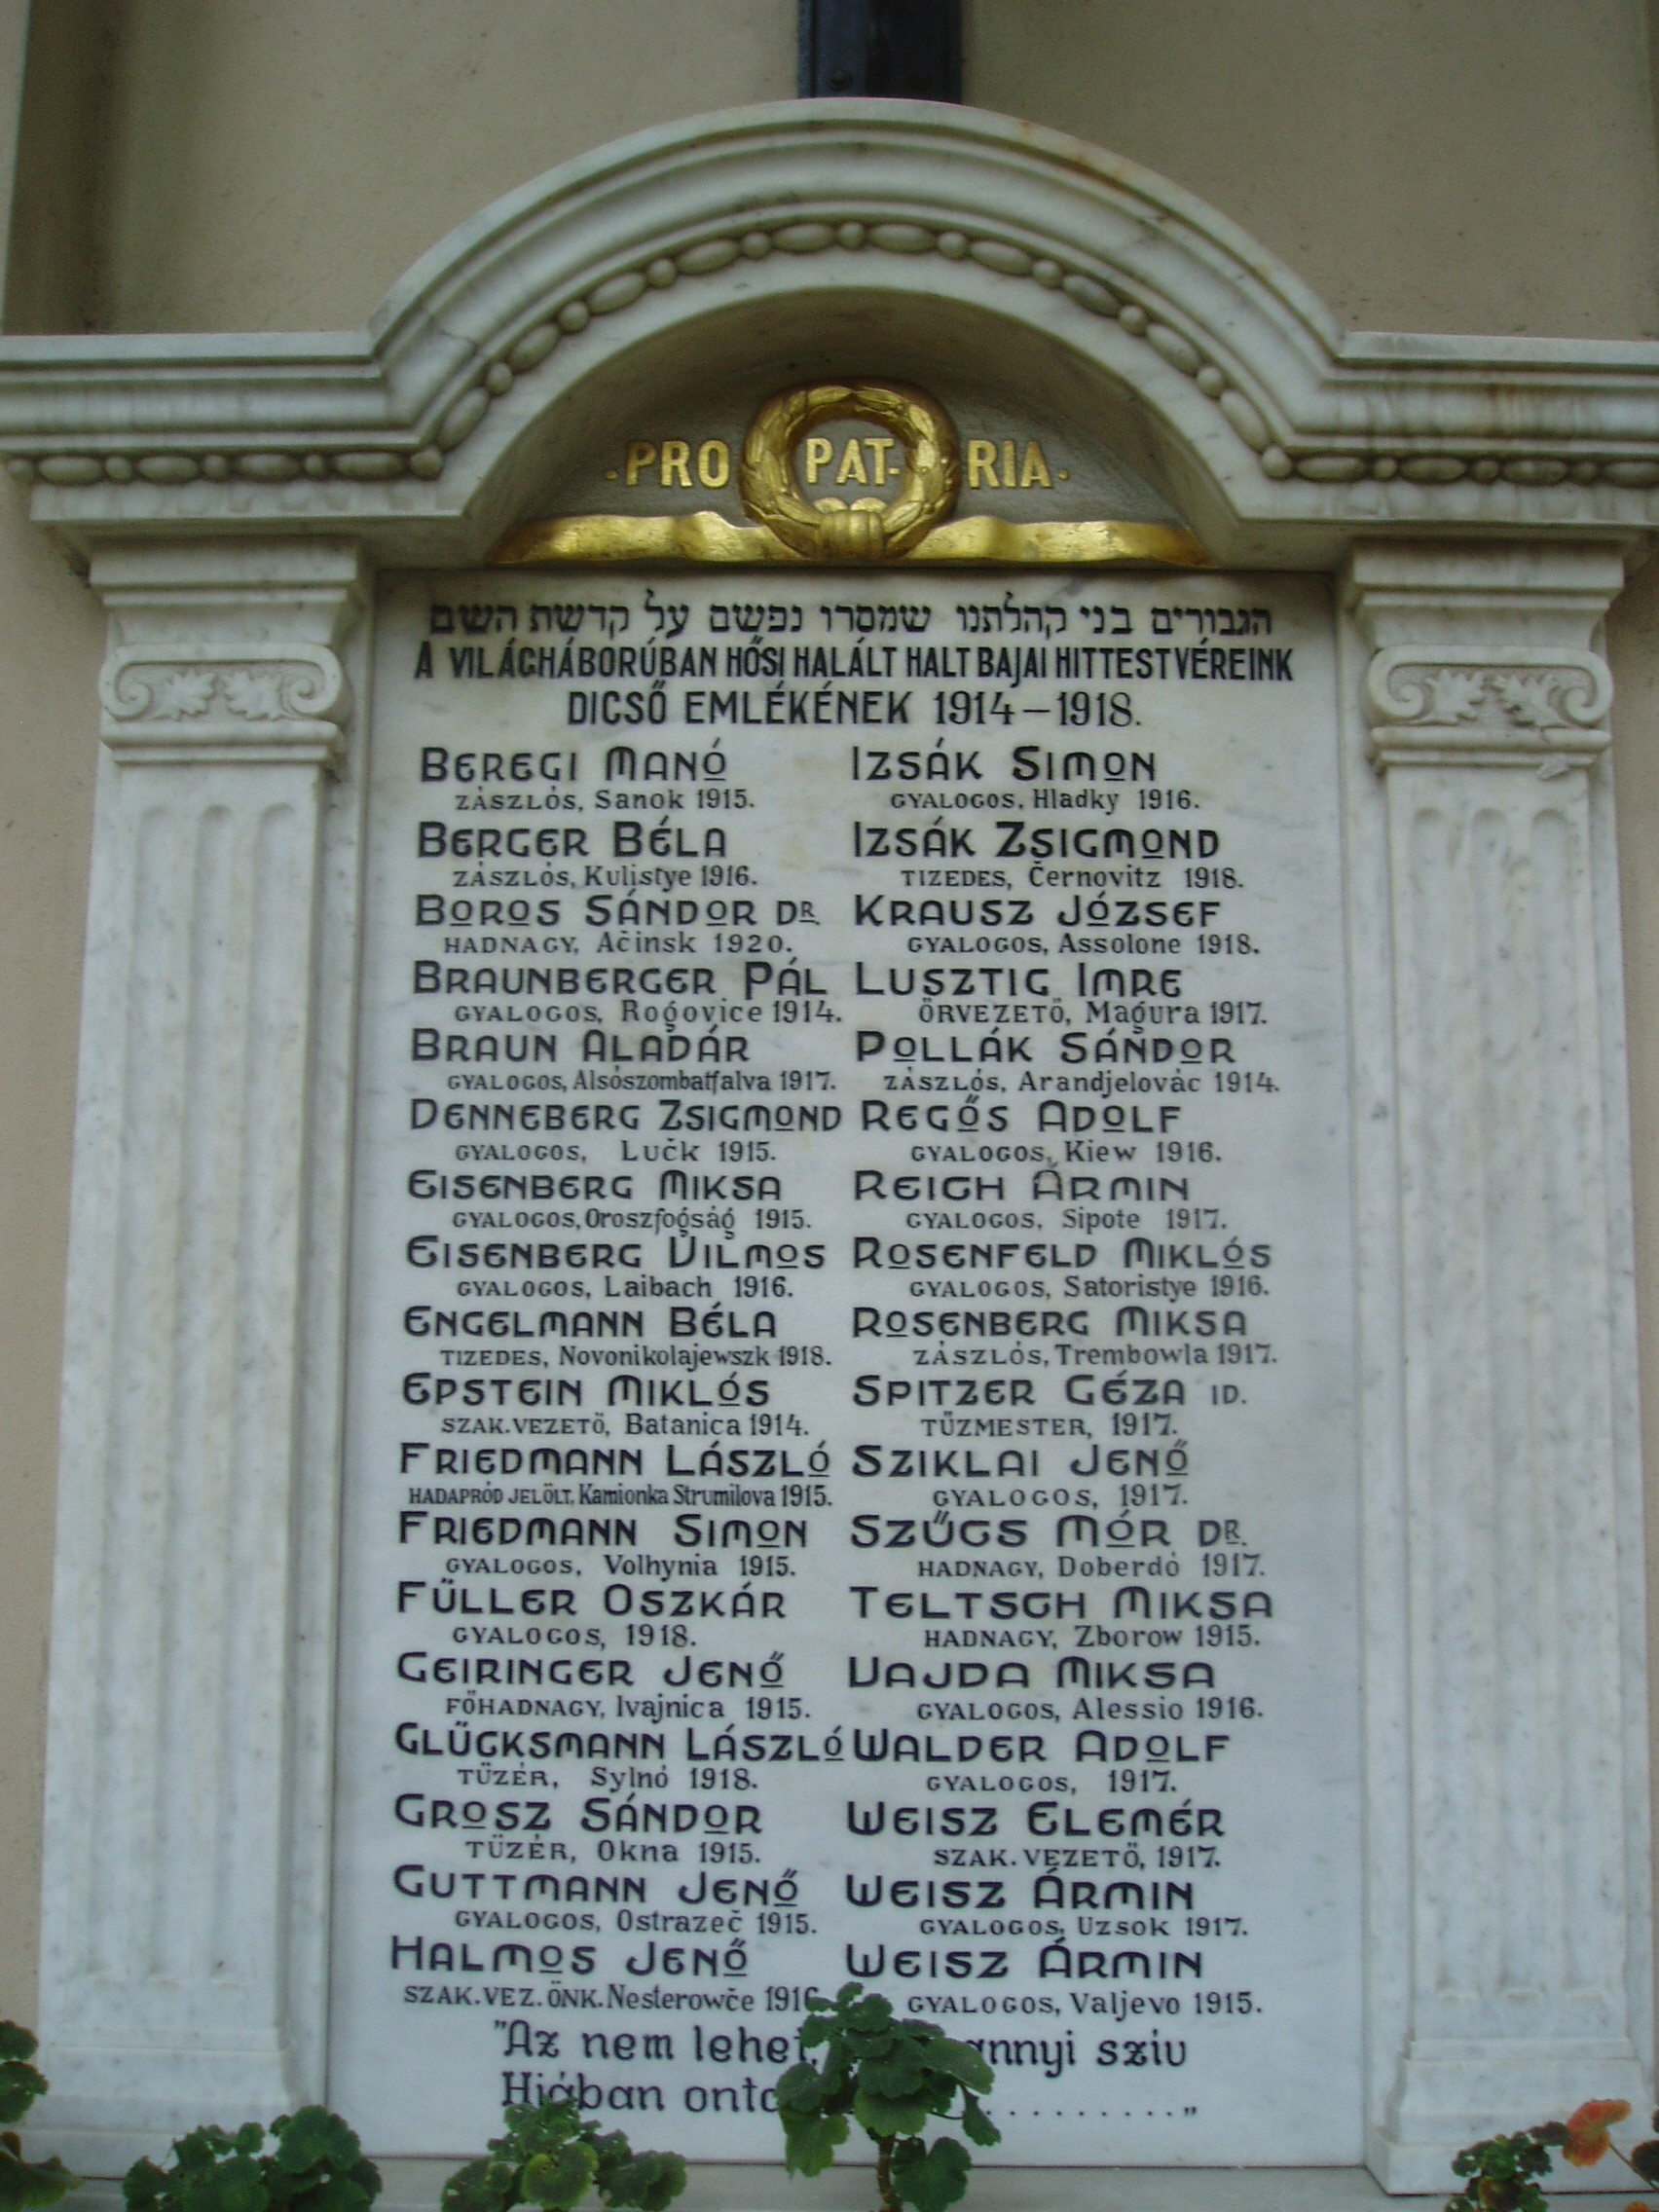 ·PRO PAT-RIA·
הגבורים בני קהלתנו שמסרו נפשם על קדשת השם
A VILÁGHÁBORÚBAN HŐSI HALÁLT HALT BAJAI HITTESTVÉREINK
DICSŐ EMLÉKÉNEK 1914–1918.
BEREGI MANÓ
ZÁSZLÓS, Sanok 1915.
BERGER BÉLA
ZÁSZLÓS, Kulistye 1916.
BOROS SÁNDOR DR.
HADNAGY, Ačinsk 1920.
BRAUNBERGER PÁL
GYALOGOS, Rogovice 1914.
BRAUN ALADÁR
GYALOGOS, Alsószombatfalva 1917.
DENNEBERG ZSIGMOND
GYALOGOS, Lučk 1915.
EISENBERG MIKSA
GYALOGOS, Oroszfogság 1915.
EISENBERG VILMOS
GYALOGOS, Laibach 1916.
ENGELMANN BÉLA
TIZEDES, Novonikolajewszk 1918.
EPSTEIN MIKLÓS
SZAK.VEZETŐ, Batanica 1914.
FRIEDMANN LÁSZLÓ
HADAPRÓD JELÖLT, Kamionka Strumilova 1915.
FRIEDMANN SIMON
GYALOGOS, Volhynia 1915.
FÜLLER OSZKÁR
GYALOGOS, 1918.
GEIRINGER JENŐ
FŐHADNAGY, Ivajnica 1915.
GLÜCKSMANN LÁSZLÓ
TÜZÉR, Sylnó 1918.
GROSZ SÁNDOR
TÜZÉR, Okna 1915.
GUTTMANN JENŐ
GYALOGOS, Ostrazeč 1915.
HALMOS JENŐ
SZAK.VEZ.ÖNK. Nesterowče 1916
IZSÁK SIMON
GYALOGOS, Hladky 1916.
IZSÁK ZSIGMOND
TIZEDES, Černovitz 1918.
KRAUSZ JÓZSEF
GYALOGOS, Assolone 1918.
LUSZTIG IMRE
ŐRVEZETŐ, Magura 1917.
POLLÁK SÁNDOR
ZÁSZLÓS, Arandjelovác 1914.
REGŐS ADOLF
GYALOGOS, Kiew 1916.
REICH ÁRMIN
GYALOGOS, Sipote 1917.
ROSENFELD MIKLÓS
GYALOGOS, Satoristye 1916.
ROSENBERG MIKSA
ZÁSZLÓS, Trembowla 1917.
SPITZER GÉZA ID.
TŰZMESTER, 1917.
SZIKLAI JENŐ
GYALOGOS, 1917.
SZŰCS MÓR DR.
HADNAGY, Doberdó 1917.
TELTSCH MIKSA
HADNAGY, Zborow 1915.
VAJDA MIKSA
GYALOGOS, Alessio 1916.
WALDER ADOLF
GYALOGOS, 1917.
WEISZ ELEMÉR
SZAK.VEZETŐ, 1917.
WEISZ ÁRMIN
GYALOGOS, Uzsok 1917.
WEISZ ÁRMIN
GYALOGOS, Valjevo 1915.
"Az nem lehet, annyi sziv
Hiában ..........„